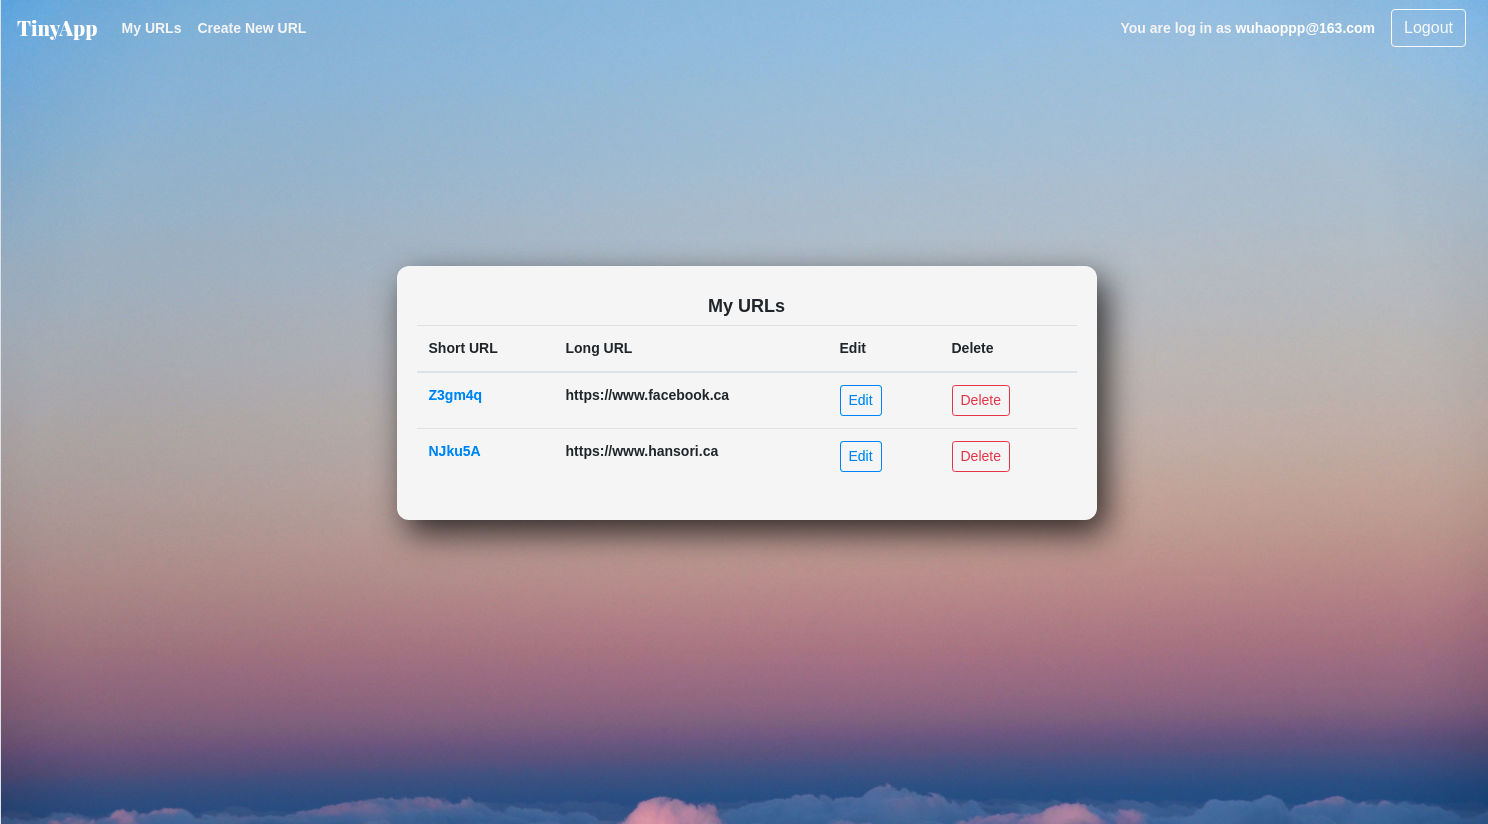 TinyApp My URLs Create New URL You are log in as wuhaoppp@163.com Logout
My URLs
Short URL Long URL Edit Delete
Z3gm4q https://www.facebook.ca Edit Delete
NJku5A https://www.hansori.ca Edit Delete